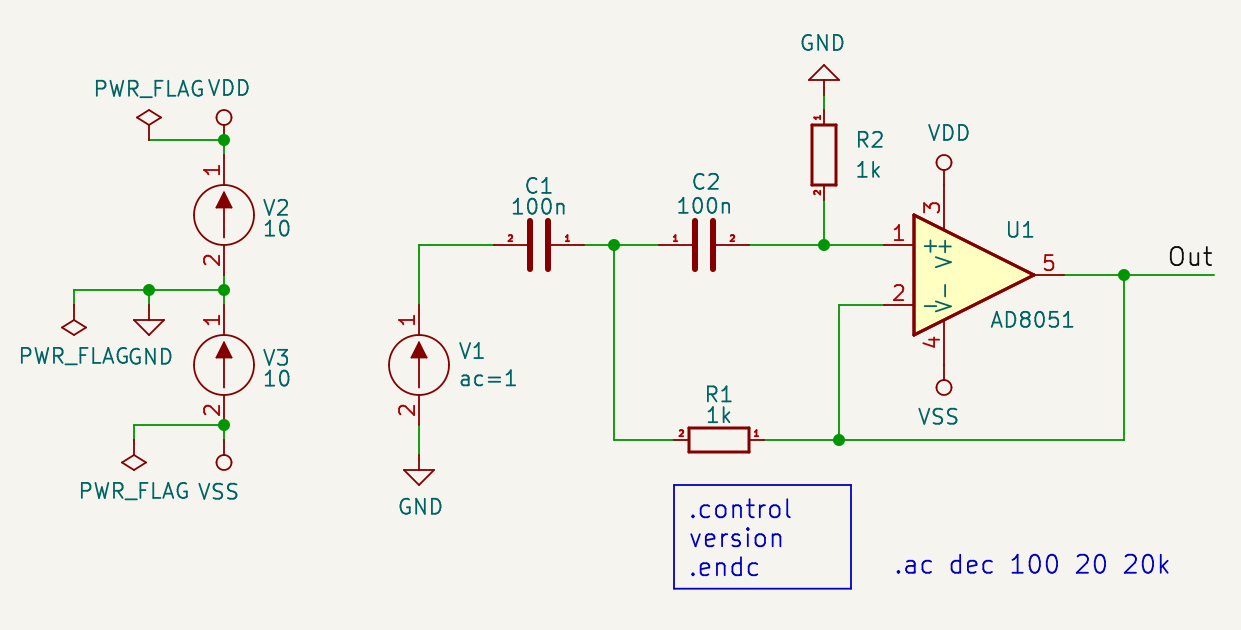 GND
PWR_FLAG VDD
VDD
1
R2
1k
1
2
V2
10
2
C1
100n
2
1
C2
100n
1
2
3
1
+
V+
U1
5
Out
2
-
V-
AD8051
4
VSS
PWR_FLAG GND
1
V3
10
2
1
V1
ac=1
2
R1
1k
2
1
PWR_FLAG VSS
GND
.control
version
.endc
.ac dec 100 20 20k